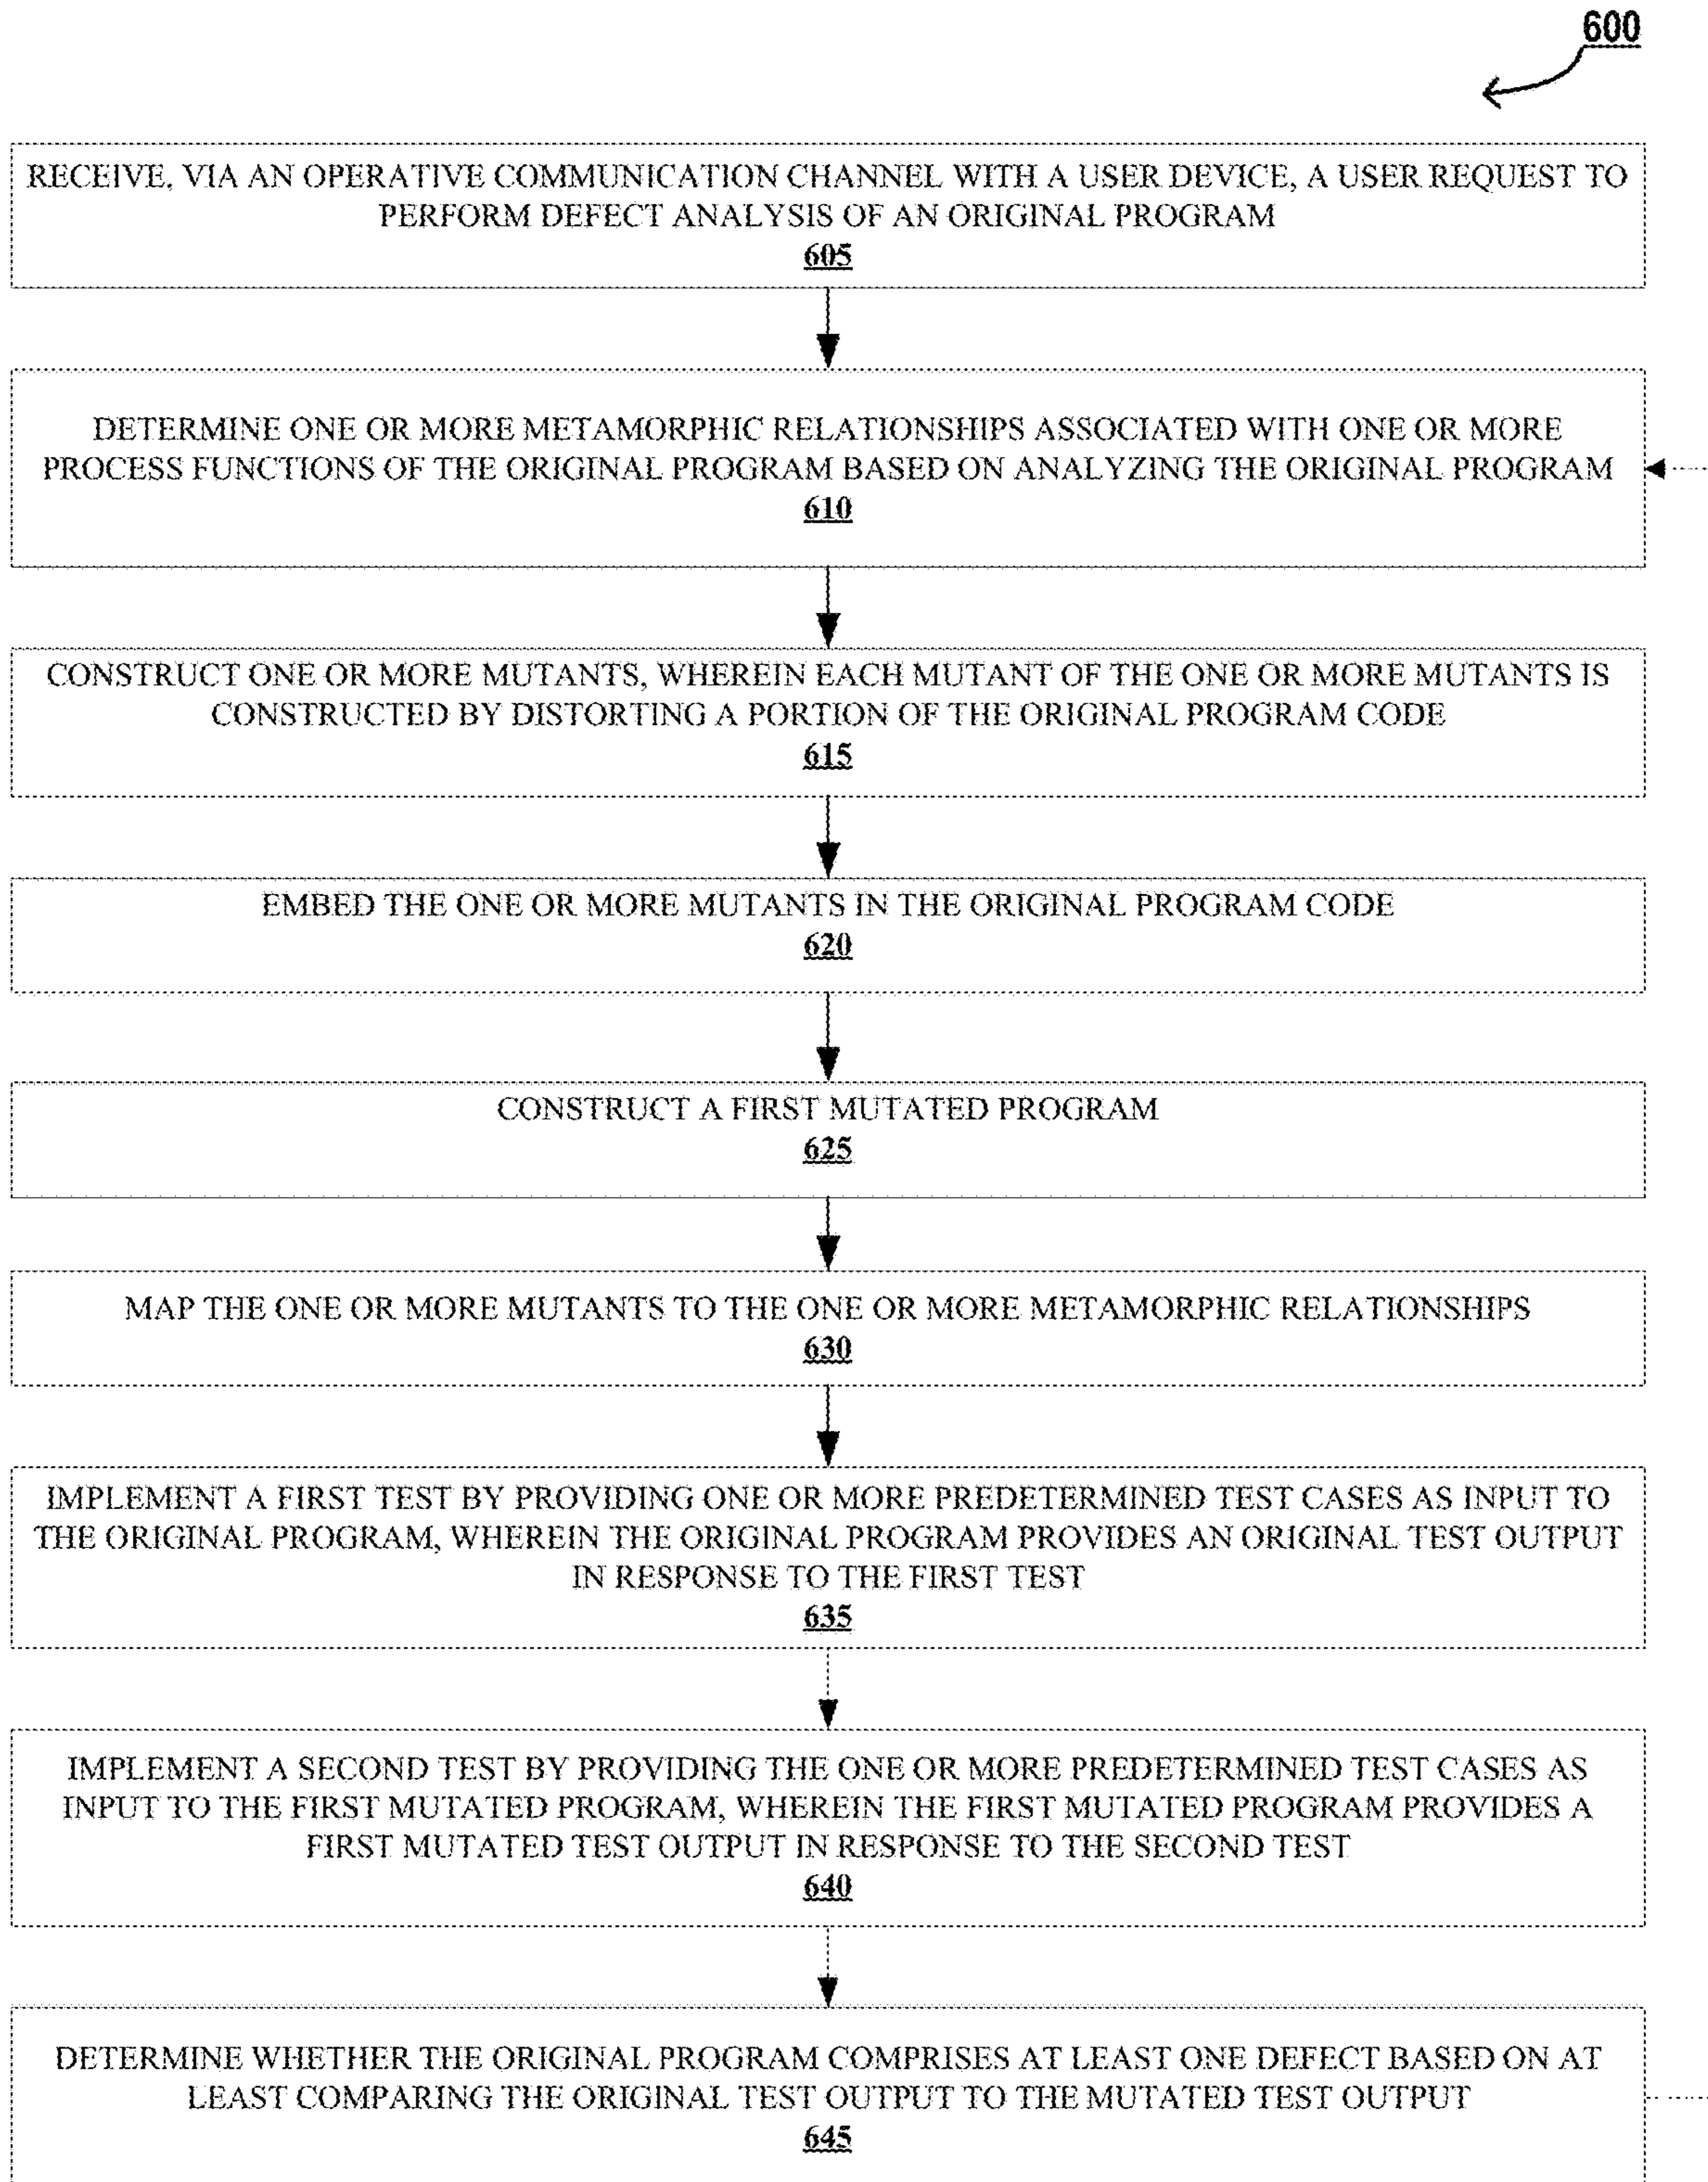 600
RECEIVE, VIA AN OPERATIVE COMMUNICATION CHANNEL WITH A USER DEVICE, A USER REQUEST TO
PERFORM DEFECT ANALYSIS OF AN ORIGINAL PROGRAM
605
DETERMINE ONE OR MORE METAMORPHIC RELATIONSHIPS ASSOCIATED WITH ONE OR MORE
PROCESS FUNCTIONS OF THE ORIGINAL PROGRAM BASED ON ANALYZING THE ORIGINAL PROGRAM
610
CONSTRUCT ONE OR MORE MUTANTS, WHEREIN EACH MUTANT OF THE ONE OR MORE MUTANTS IS
CONSTRUCTED BY DISTORTING A PORTION OF THE ORIGINAL PROGRAM CODE
615
EMBED THE ONE OR MORE MUTANTS IN THE ORIGINAL PROGRAM CODE
620
CONSTRUCT A FIRST MUTATED PROGRAM
625
MAP THE ONE OR MORE MUTANTS TO THE ONE OR MORE METAMORPHIC RELATIONSHIPS
630
IMPLEMENT A FIRST TEST BY PROVIDING ONE OR MORE PREDETERMINED TEST CASES AS INPUT TO
THE ORIGINAL PROGRAM, WHEREIN THE ORIGINAL PROGRAM PROVIDES AN ORIGINAL TEST OUTPUT
IN RESPONSE TO THE FIRST TEST
635
IMPLEMENT A SECOND TEST BY PROVIDING THE ONE OR MORE PREDETERMINED TEST CASES AS
INPUT TO THE FIRST MUTATED PROGRAM, WHEREIN THE FIRST MUTATED PROGRAM PROVIDES A
FIRST MUTATED TEST OUTPUT IN RESPONSE TO THE SECOND TEST
640
DETERMINE WHETHER THE ORIGINAL PROGRAM COMPRISES AT LEAST ONE DEFECT BASED ON AT
LEAST COMPARING THE ORIGINAL TEST OUTPUT TO THE MUTATED TEST OUTPUT
645